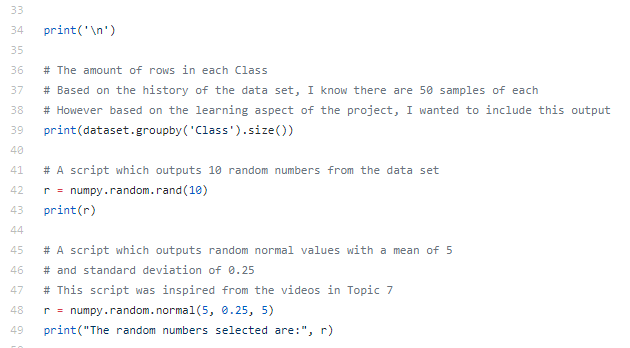 33
34 print('\n')
35
36 # The amount of rows in each Class
37 # Based on the history of the data set, I know there are 50 samples of each
38 # However based on the learning aspect of the project, I wanted to include this output
39 print(dataset.groupby('Class').size())
40
41 # A script which outputs 10 random numbers from the data set
42 r = numpy.random.rand(10)
43 print(r)
44
45 # A script which outputs random normal values with a mean of 5
46 # and standard deviation of 0.25
47 # This script was inspired from the videos in Topic 7
48 r = numpy.random.normal(5, 0.25, 5)
49 print("The random numbers selected are:", r)